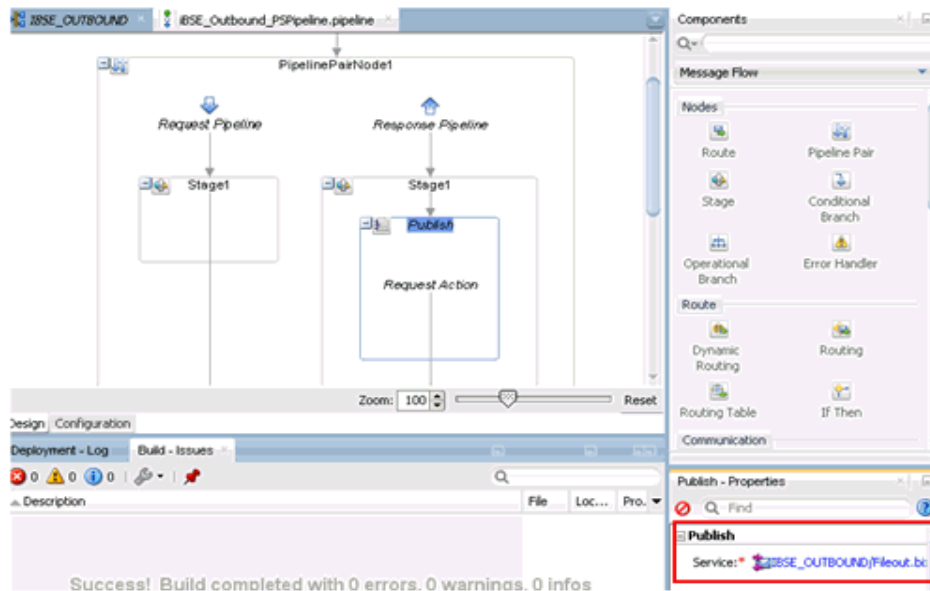 IBSE_OUTBOUND
iBSE_Outbound_PSPipeline.pipeline
PipelinePairNode1
Request Pipeline
Response Pipeline
Stage1
Stage1
Publish
Request Action
Zoom: 100
Reset
Design
Configuration
Deployment - Log
Build - Issues
0 0 0
Description
File
Loc...
Pro.
Success! Build completed with 0 errors, 0 warnings, 0 infos
Components
Message Flow
Nodes
Route
Pipeline Pair
Stage
Conditional
Branch
Operational
Branch
Error Handler
Route
Dynamic
Routing
Routing
Routing Table
If Then
Communication
Publish - Properties
Find
Publish
Service:* IBSE_OUTBOUND/Fileout.bi